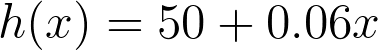 h(x) = 50 + 0.06x